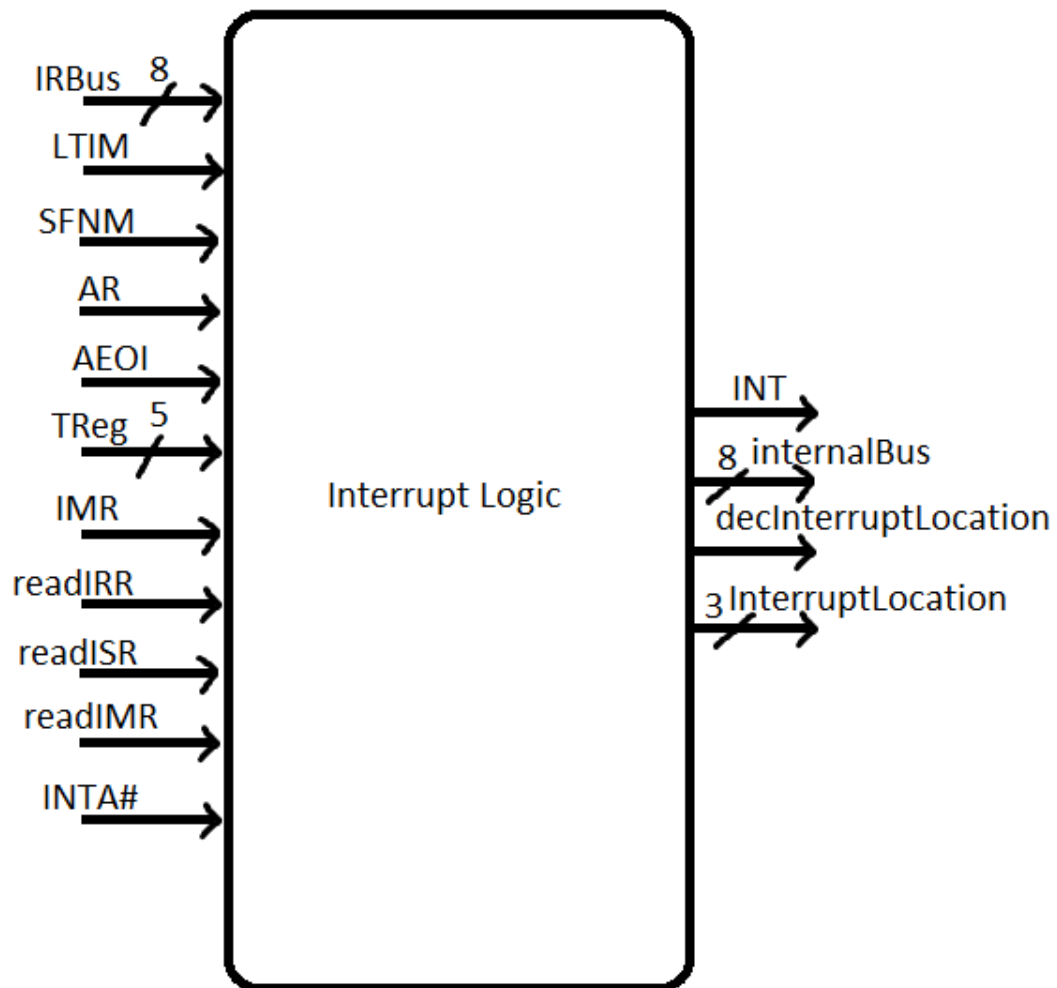 IRBus 8
LTIM
SFNM
AR
AEOI
TReg 5
IMR
readIRR
readISR
readIMR
INTA#
Interrupt Logic
INT
8 internalBus
decInterruptLocation
3 InterruptLocation